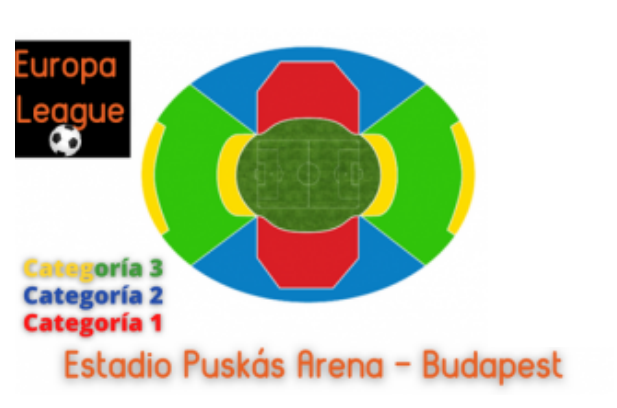 Europa
League
Categoría 3
Categoría 2
Categoría 1
Estadio Puskás Arena - Budapest